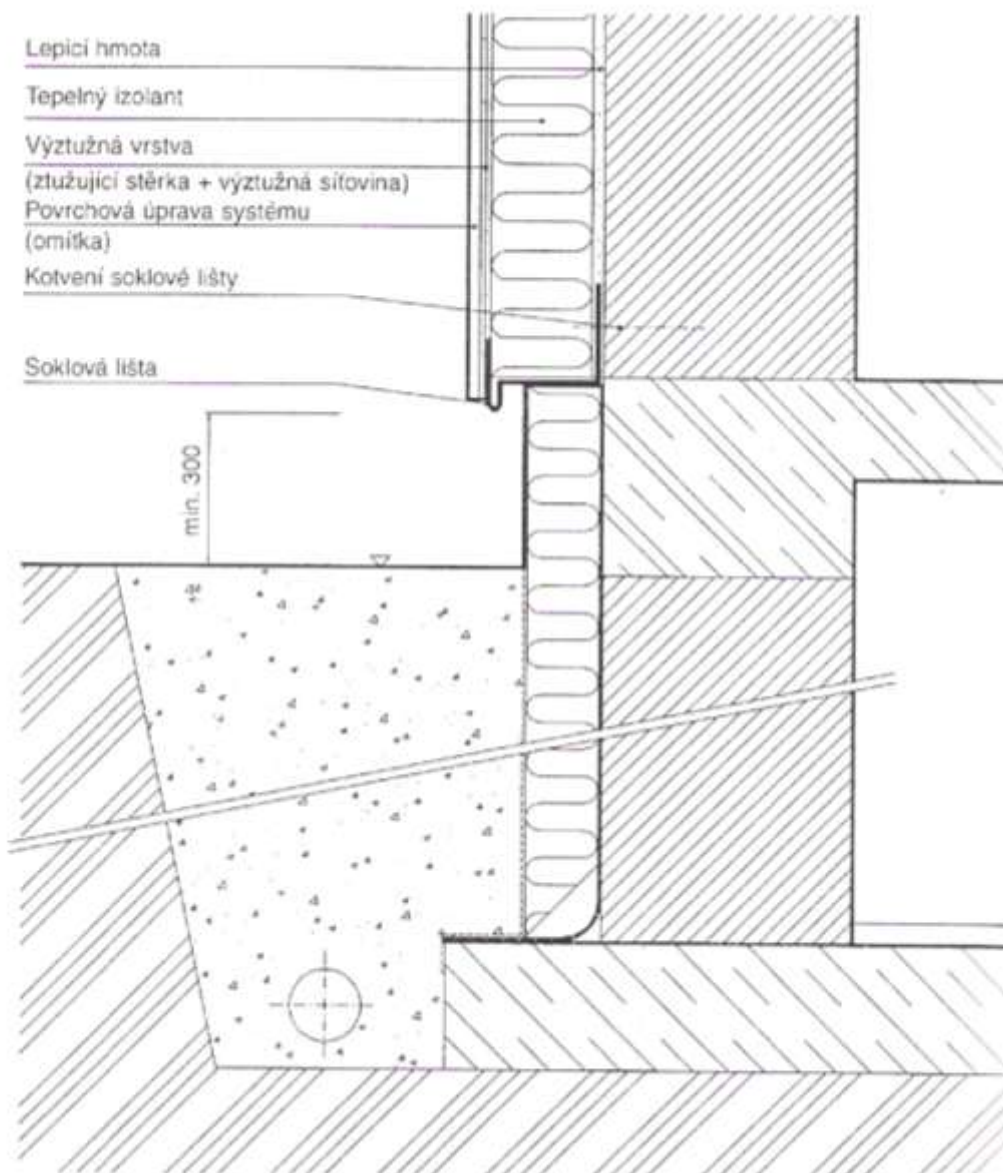 Lepicí hmota
Tepelný izolant
Výztužná vrstva
(ztužující stěrka + výztužná síťovina)
Povrchová úprava systému
(omítka)
Kotvení soklové lišty
Soklová lišta
min. 300